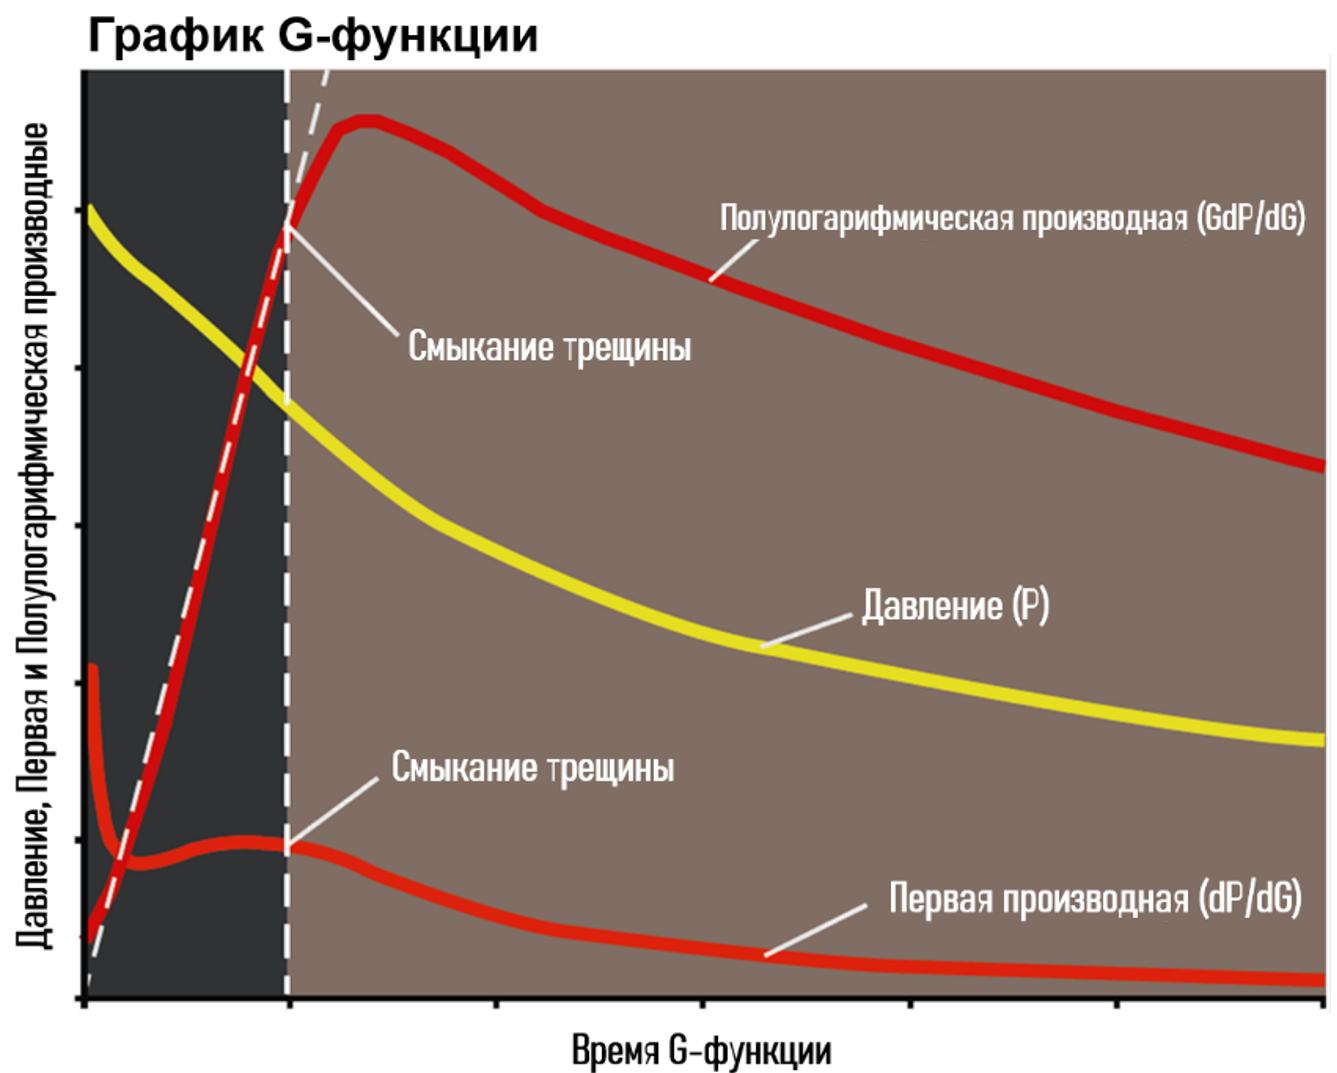 График G-функции
Давление, Первая и Полулогарифмическая производные
Полулогарифмическая производная (GdP/dG)
Смыкание трещины
Давление (P)
Смыкание трещины
Первая производная (dP/dG)
Время G-функции